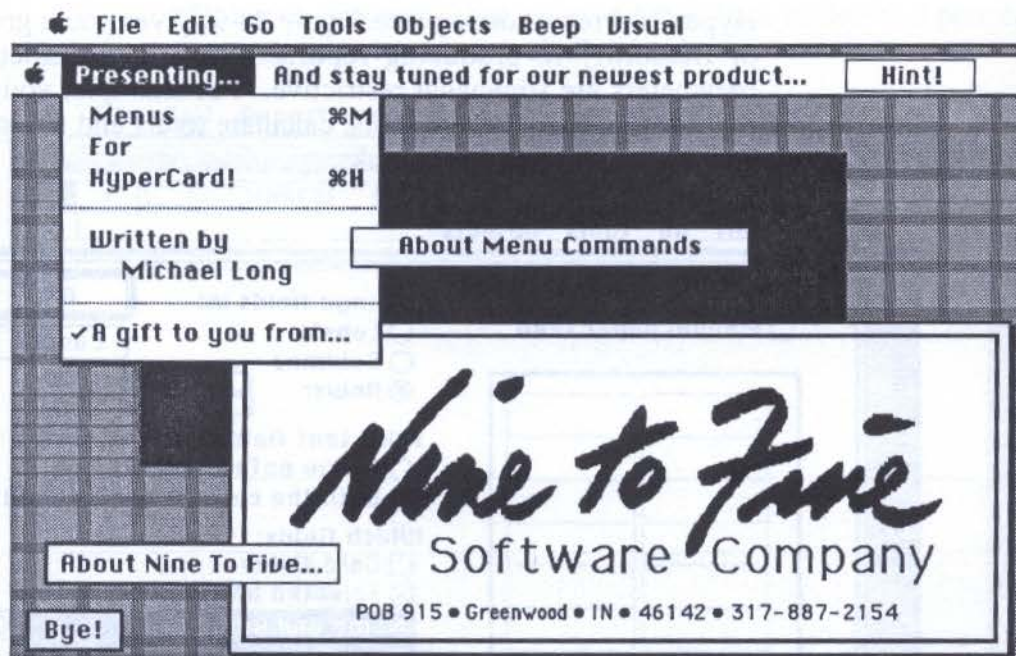 File Edit Go Tools Objects Beep Visual
Presenting... And stay tuned for our newest product... Hint!
Menus ⌘M
For
HyperCard! ⌘H
Written by
Michael Long
✓A gift to you from...
About Menu Commands
Nine to Five
Software Company
POB 915 • Greenwood • IN • 46142 • 317-887-2154
About Nine To Five...
Bye!